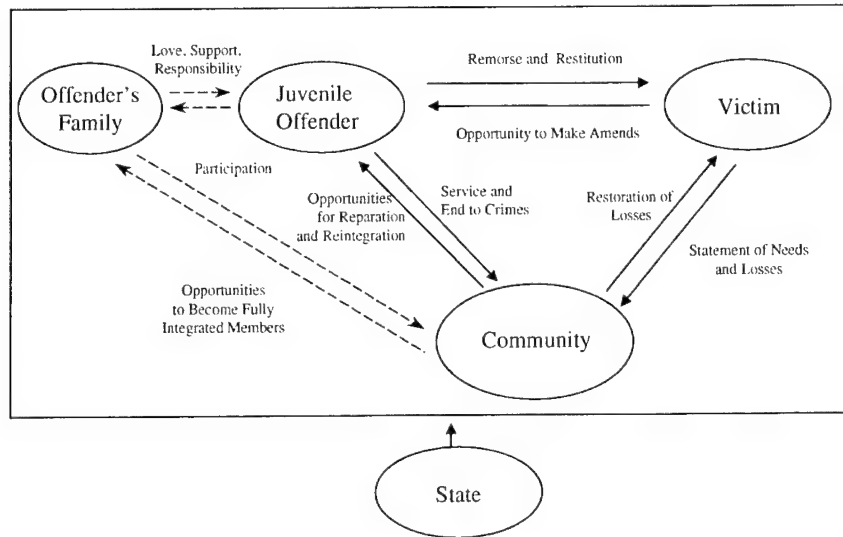 Love, Support,
Responsibility
Remorse and Restitution
Offender's
Family
Juvenile
Offender
Victim
Opportunity to Make Amends
Participation
Opportunities
for Reparation
and Reintegration
Service and
End to Crimes
Restoration of
Losses
Statement of Needs
and Losses
Opportunities
to Become Fully
Integrated Members
Community
State